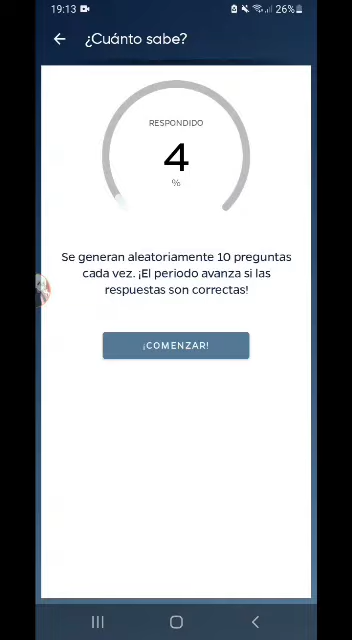 19:13 26%
¿Cuánto sabe?
RESPONDIDO
4
%
Se generan aleatoriamente 10 preguntas
cada vez. ¡El periodo avanza si las
respuestas son correctas!
¡COMENZAR!